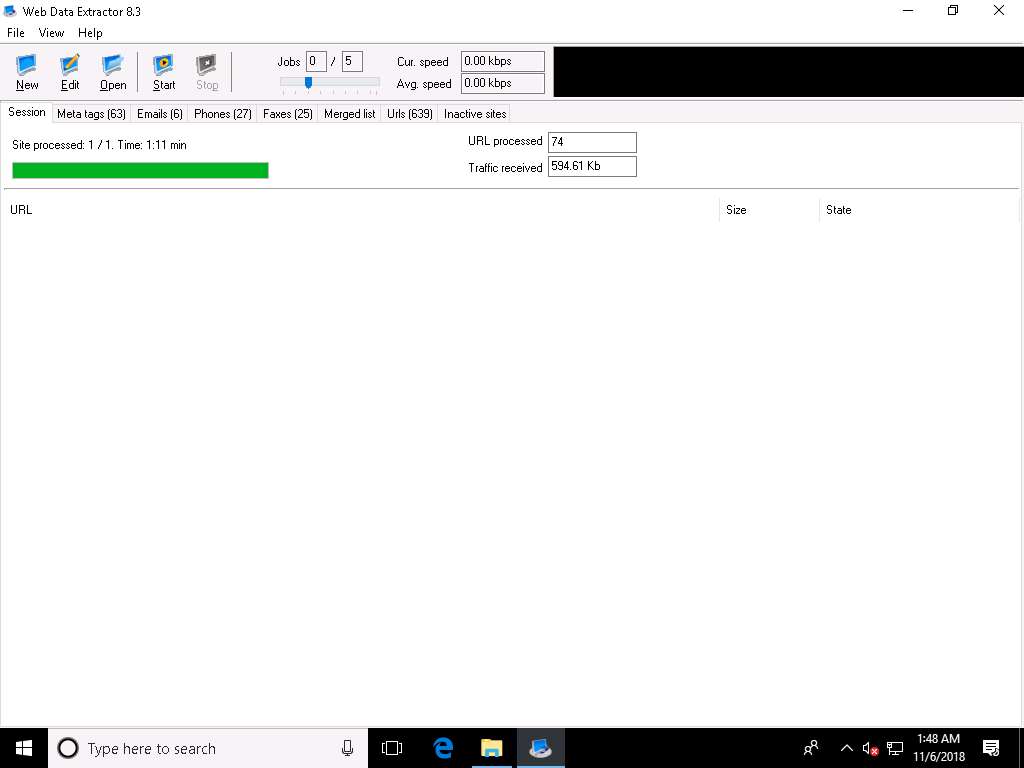 Web Data Extractor 8.3
File View Help
New Edit Open Start Stop Jobs 0 / 5 Cur. speed 0.00 kbps
Avg. speed 0.00 kbps
Session Meta tags (63) Emails (6) Phones (27) Faxes (25) Merged list Urls (639) Inactive sites
Site processed: 1 / 1. Time: 1:11 min URL processed 74
Traffic received 594.61 Kb
URL Size State
Type here to search 1:48 AM
11/6/2018